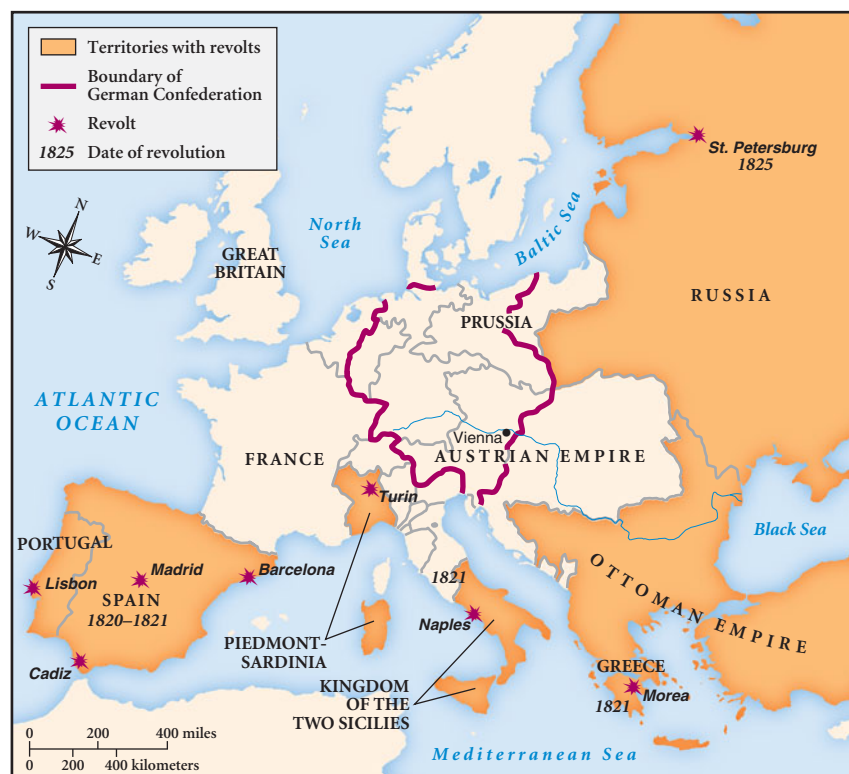 Territories with revolts
Boundary of
German Confederation
Revolt
1825 Date of revolution
N
W
E
S
St. Petersburg
1825
North
Sea
Baltic Sea
GREAT
BRITAIN
RUSSIA
PRUSSIA
ATLANTIC
OCEAN
Vienna
AUSTRIAN EMPIRE
FRANCE
Turin
Black Sea
PORTUGAL
Lisbon
Madrid
Barcelona
SPAIN
1820–1821
1821
OTTOMAN EMPIRE
Naples
PIEDMONT-
SARDINIA
Cadiz
GREECE
Morea
1821
KINGDOM
OF THE
TWO SICILIES
0 200 400 miles
0 200 400 kilometers
Mediterranean Sea